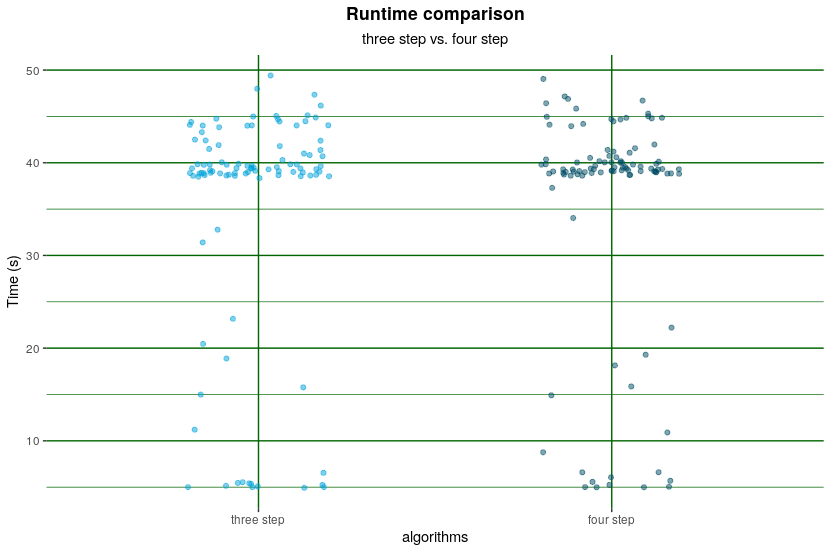 Runtime comparison
three step vs. four step
50
40
30
20
10
Time (s)
three step
four step
algorithms